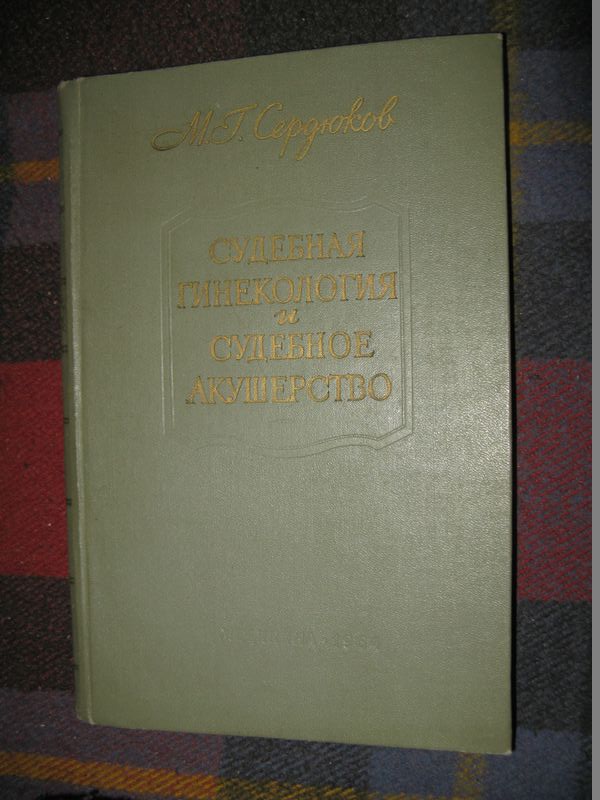 М.Г. Сердюков
СУДЕБНАЯ
ГИНЕКОЛОГИЯ
и
СУДЕБНОЕ
АКУШЕРСТВО